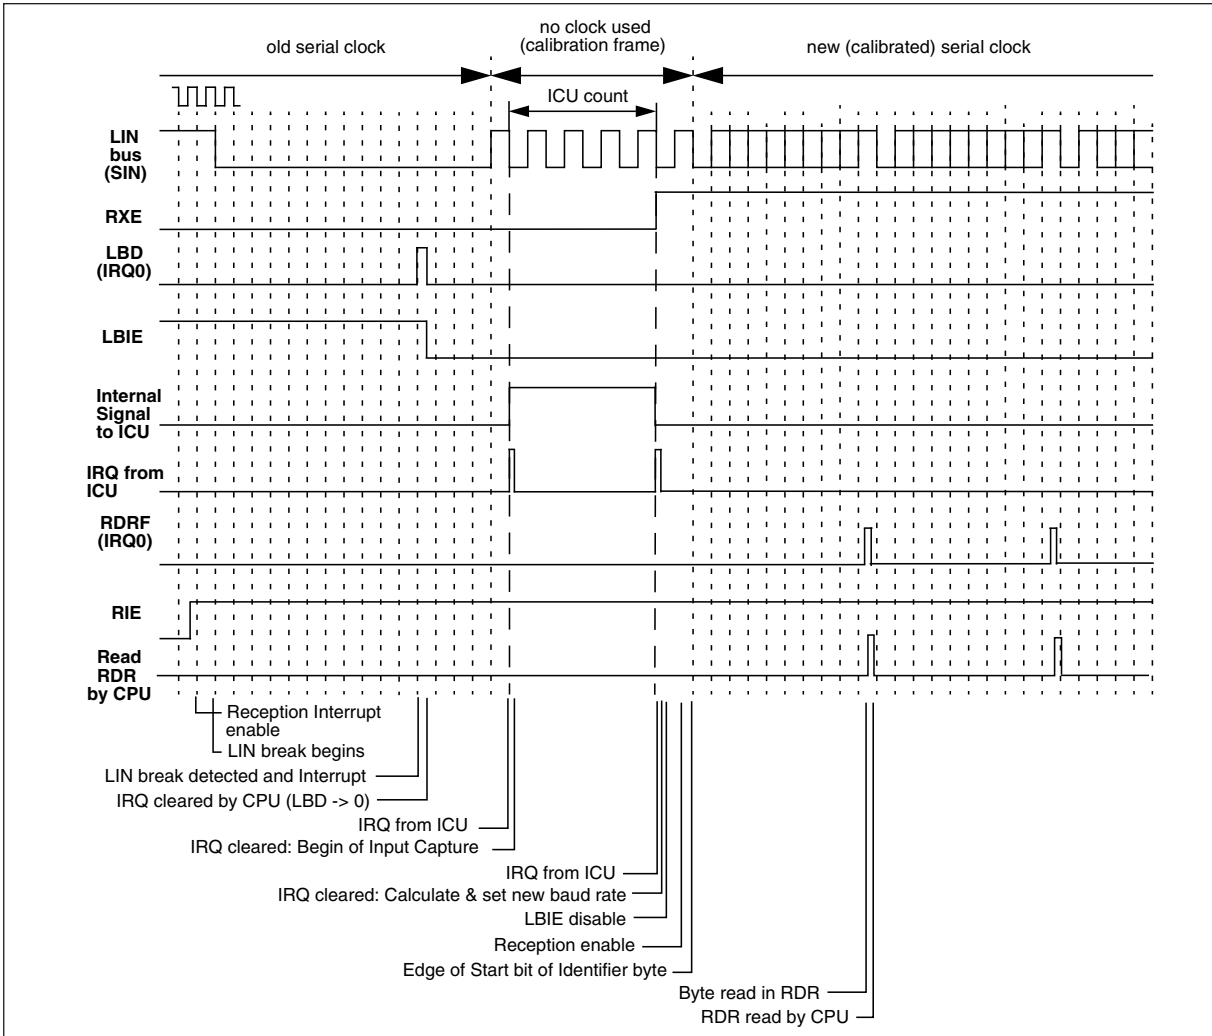 no clock used
old serial clock
(calibration frame)
new (calibrated) serial clock
ICU count
LIN
bus
(SIN)
RXE
LBD
(IRQ0)
LBIE
Internal
Signal
to ICU
IRQ from
ICU
RDRF
(IRQ0)
RIE
Read
RDR
by CPU
Reception Interrupt
enable
LIN break begins
LIN break detected and Interrupt
IRQ cleared by CPU (LBD -> 0)
IRQ from ICU
IRQ cleared: Begin of Input Capture
IRQ from ICU
IRQ cleared: Calculate & set new baud rate
LBIE disable
Reception enable
Edge of Start bit of Identifier byte
Byte read in RDR
RDR read by CPU